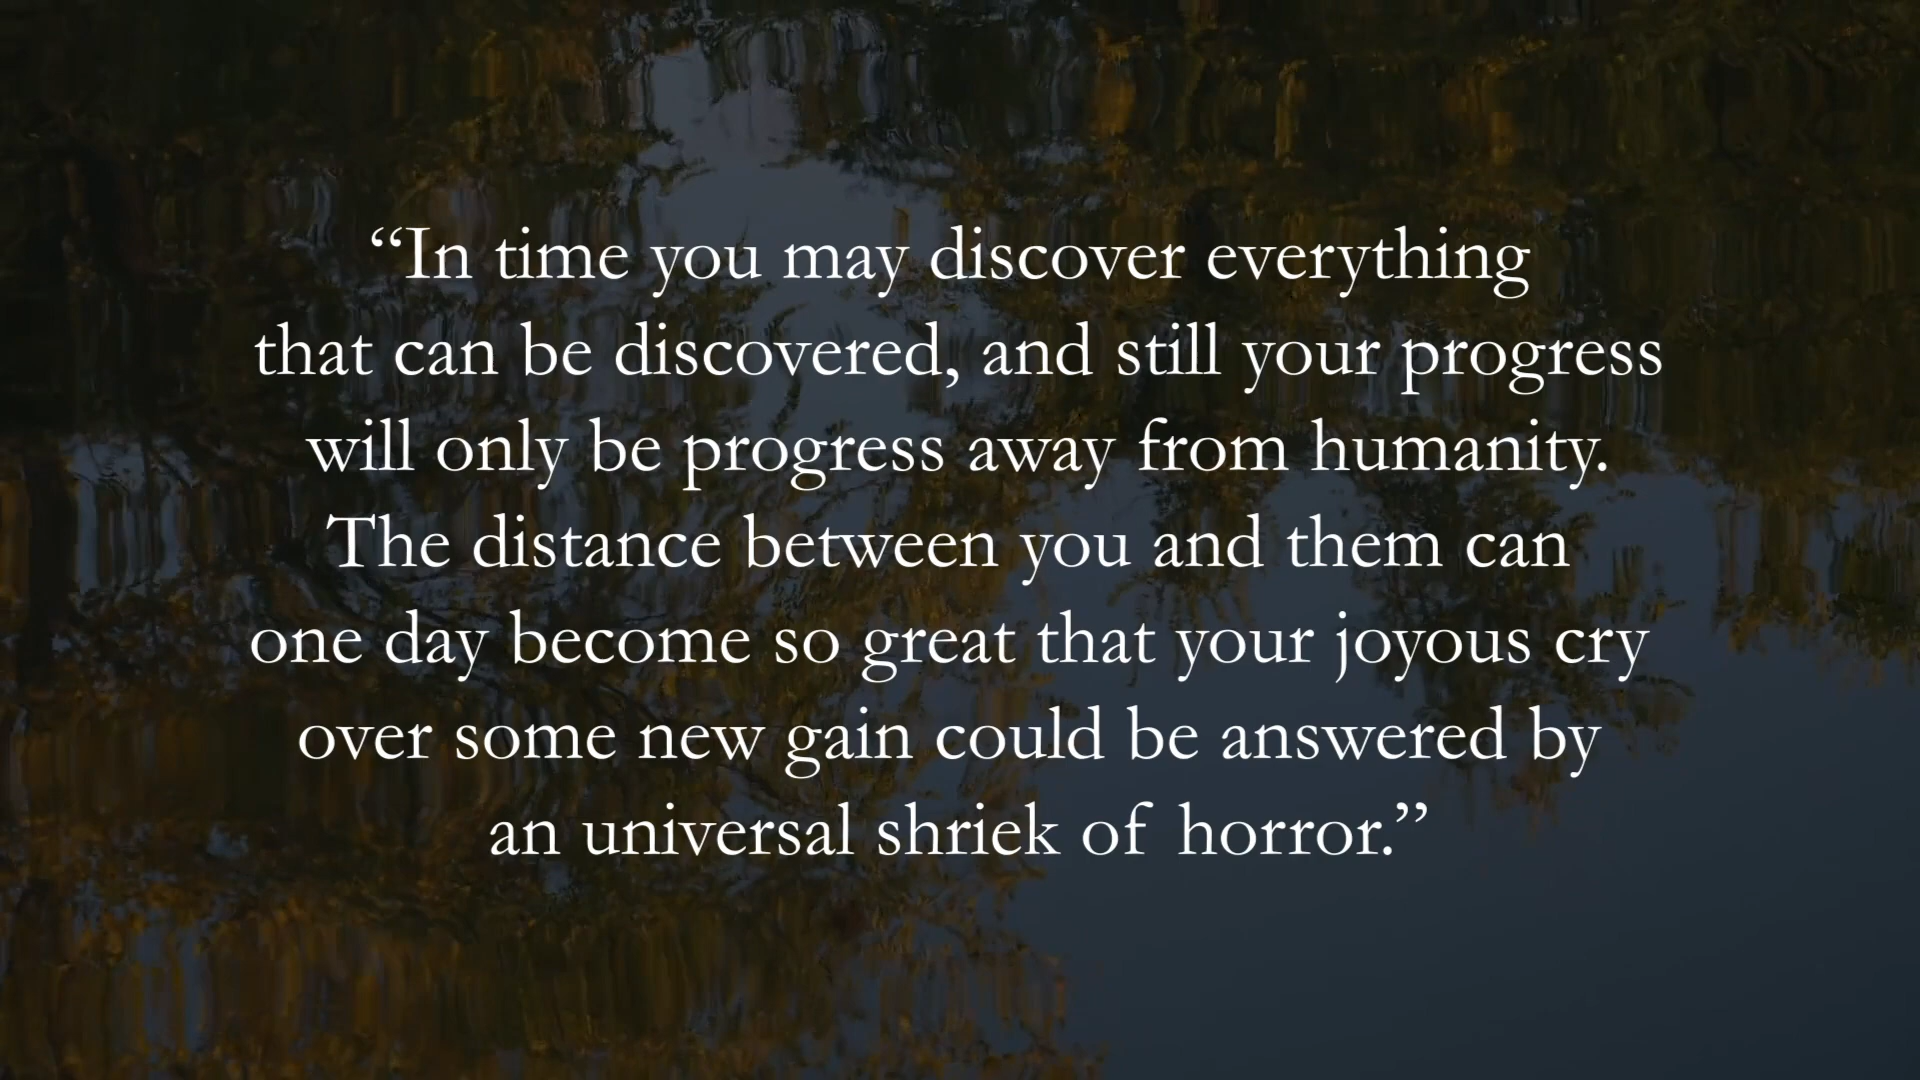 “In time you may discover everything
that can be discovered, and still your progress
will only be progress away from humanity.
The distance between you and them can
one day become so great that your joyous cry
over some new gain could be answered by
an universal shriek of horror.”